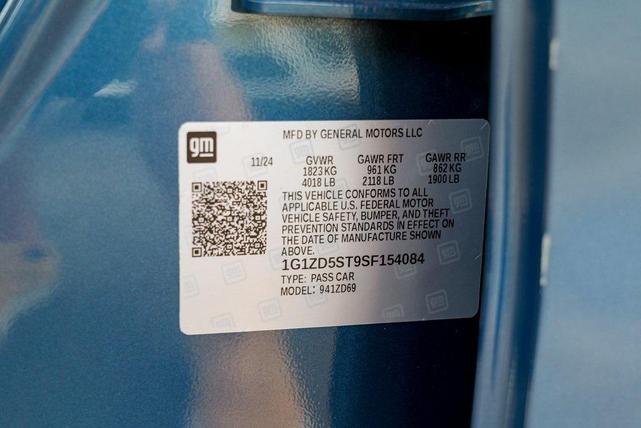 MFD BY GENERAL MOTORS LLC
gm
11/24 GVWR GAWR FRT GAWR RR
1823 KG 961 KG 862 KG
4018 LB 2118 LB 1900 LB
THIS VEHICLE CONFORMS TO ALL
APPLICABLE U.S. FEDERAL MOTOR
VEHICLE SAFETY, BUMPER, AND THEFT
PREVENTION STANDARDS IN EFFECT ON
THE DATE OF MANUFACTURE SHOWN
ABOVE.
1G1ZD5ST9SF154084
TYPE: PASS CAR
MODEL: 941ZD69